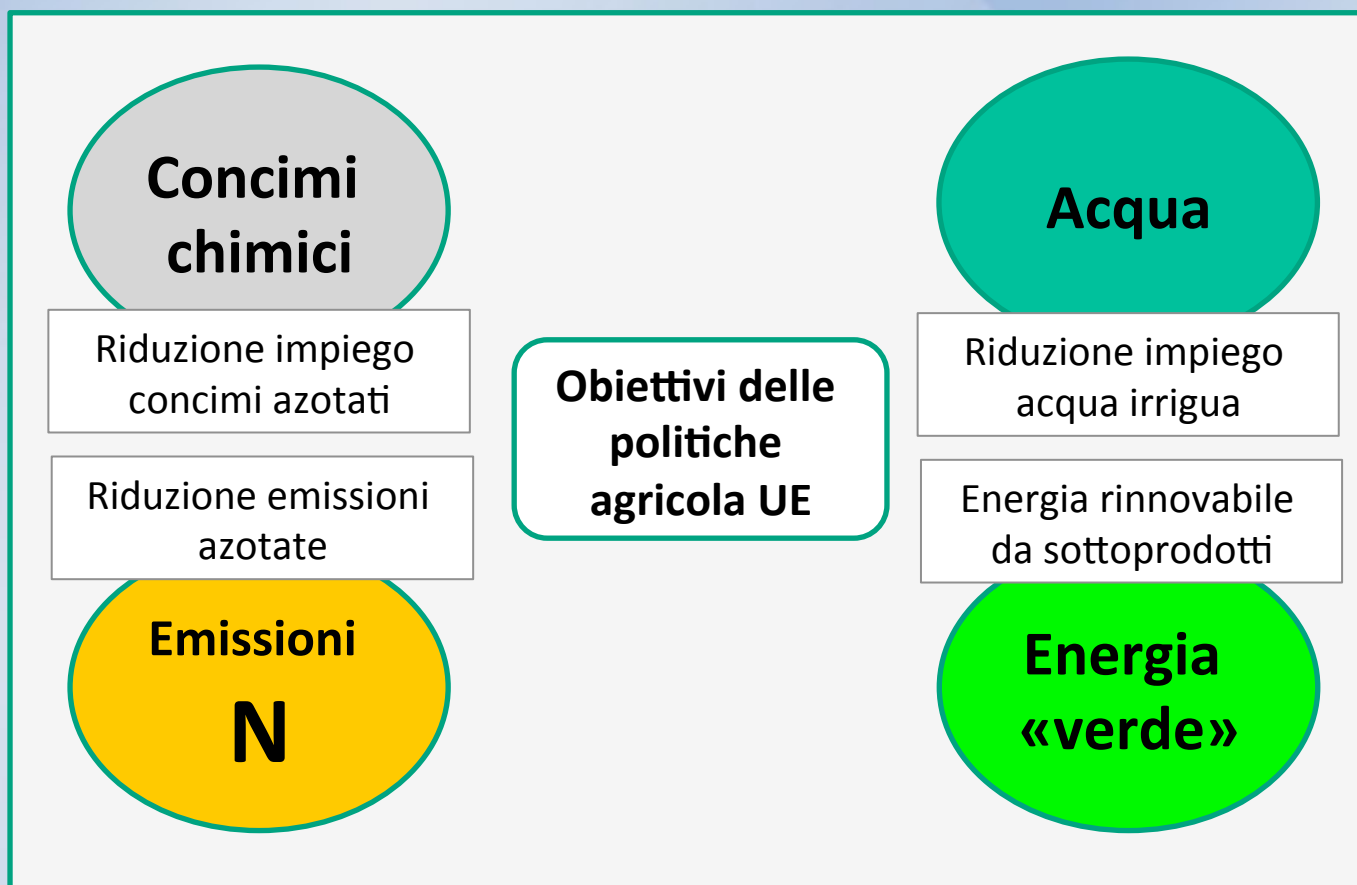 Concimi
chimici
Riduzione impiego
concimi azotati
Riduzione emissioni
azotate
Emissioni
N
Obiettivi delle
politiche
agricola UE
Acqua
Riduzione impiego
acqua irrigua
Energia rinnovabile
da sottoprodotti
Energia
«verde»